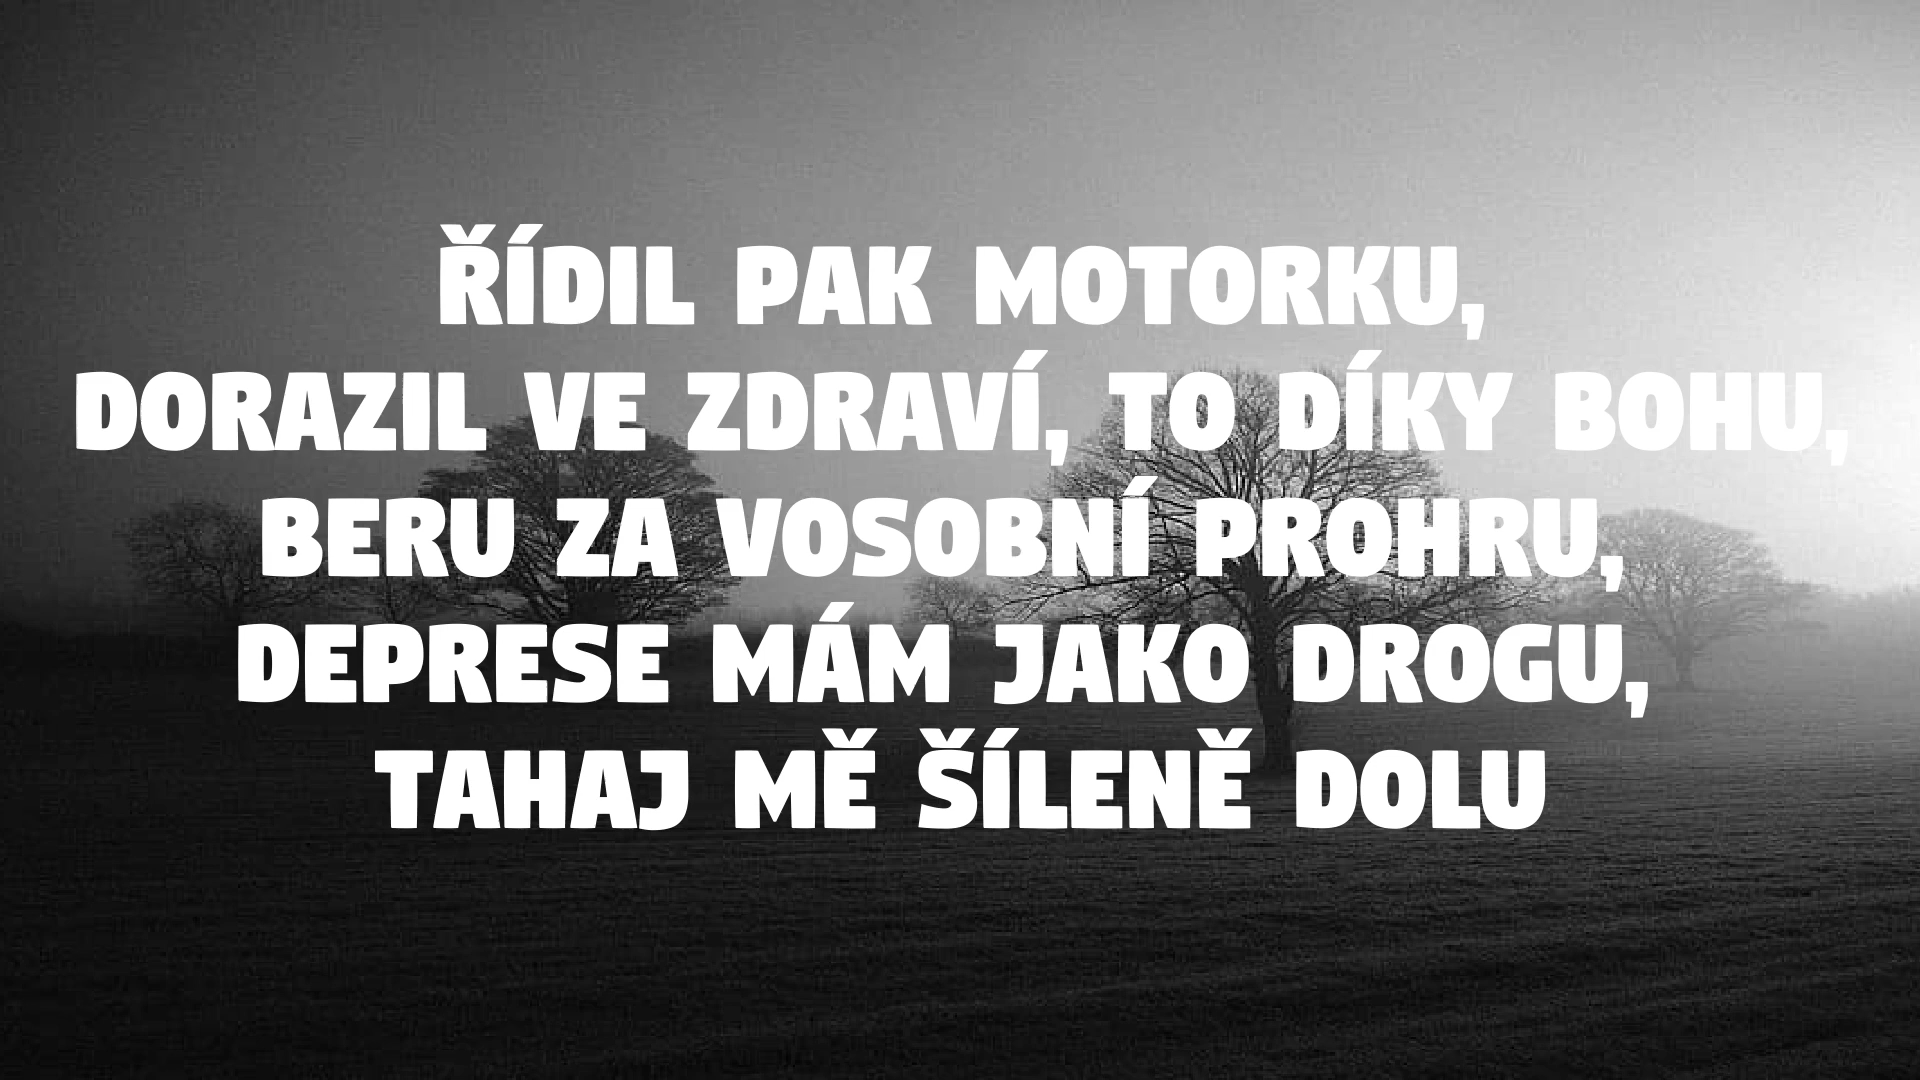 ŘÍDIL PAK MOTORKU,
DORAZIL VE ZDRAVÍ, TO DÍKY BOHU,
BERU ZA VOSOBNÍ PROHRU,
DEPRESE MÁM JAKO DROGU,
TAHAJ MĚ ŠÍLENĚ DOLU